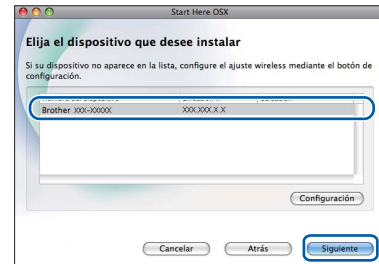 Start Here OSX
Elija el dispositivo que desee instalar
Si su dispositivo no aparece en la lista, configure el ajuste wireless mediante el botón de
configuración.
Brother XXX-XXXXX XXX.XXX.X.X
Configuración
Cancelar Atrás Siguiente